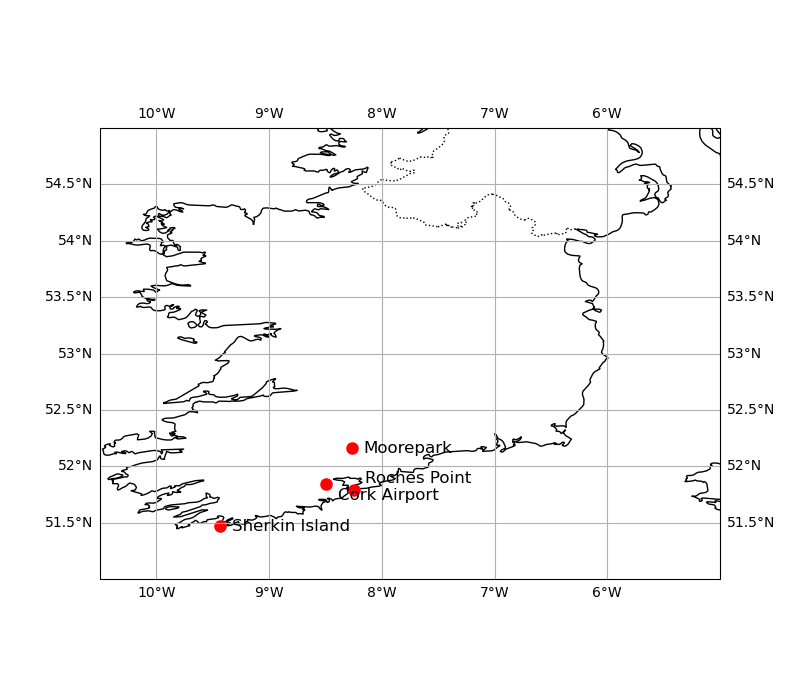 10°W 9°W 8°W 7°W 6°W
54.5°N 54.5°N
54°N 54°N
53.5°N 53.5°N
53°N 53°N
52.5°N 52.5°N
Moorepark
52°N 52°N
Roches Point
Cork Airport
51.5°N Sherkin Island 51.5°N
10°W 9°W 8°W 7°W 6°W